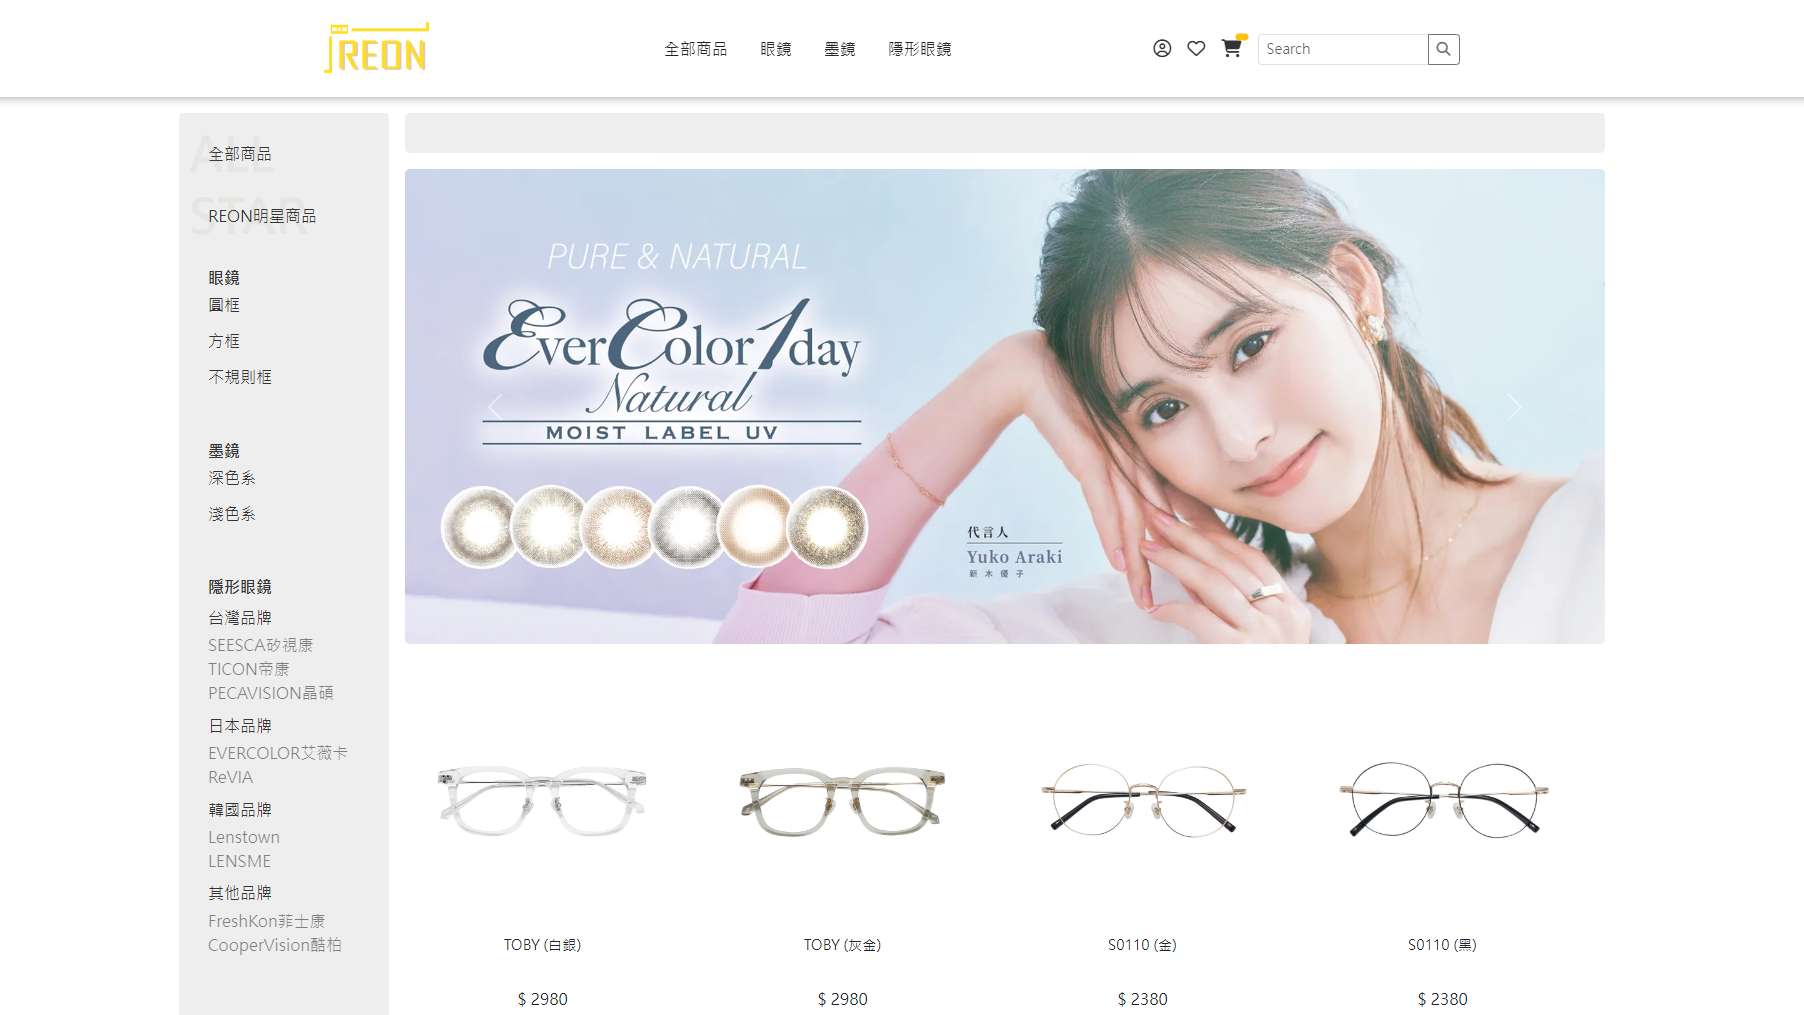 REON
全部商品 眼鏡 墨鏡 隱形眼鏡
Search
ALL
全部商品
STAR
REON明星商品
眼鏡
圓框
方框
不規則框
墨鏡
深色系
淺色系
隱形眼鏡
台灣品牌
SEESCA矽視康
TICON帝康
PECAVISION晶碩
日本品牌
EVERCOLOR艾薇卡
ReVIA
韓國品牌
Lenstown
LENSME
其他品牌
FreshKon菲士康
CooperVision酷柏
PURE & NATURAL
EverColor1day
Natural
MOIST LABEL UV
代言人
Yuko Araki
新木優子
TOBY (白銀)
$ 2980
TOBY (灰金)
$ 2980
S0110 (金)
$ 2380
S0110 (黑)
$ 2380